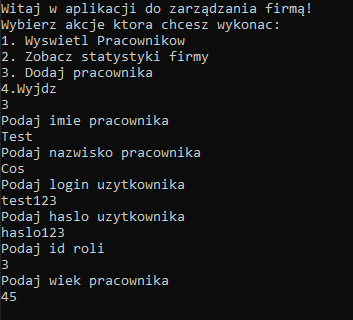 Witaj w aplikacji do zarządzania firmą!
Wybierz akcje ktora chcesz wykonac:
1. Wyswietl Pracownikow
2. Zobacz statystyki firmy
3. Dodaj pracownika
4.Wyjdz
3
Podaj imie pracownika
Test
Podaj nazwisko pracownika
Cos
Podaj login uzytkownika
test123
Podaj haslo uzytkownika
haslo123
Podaj id roli
3
Podaj wiek pracownika
45